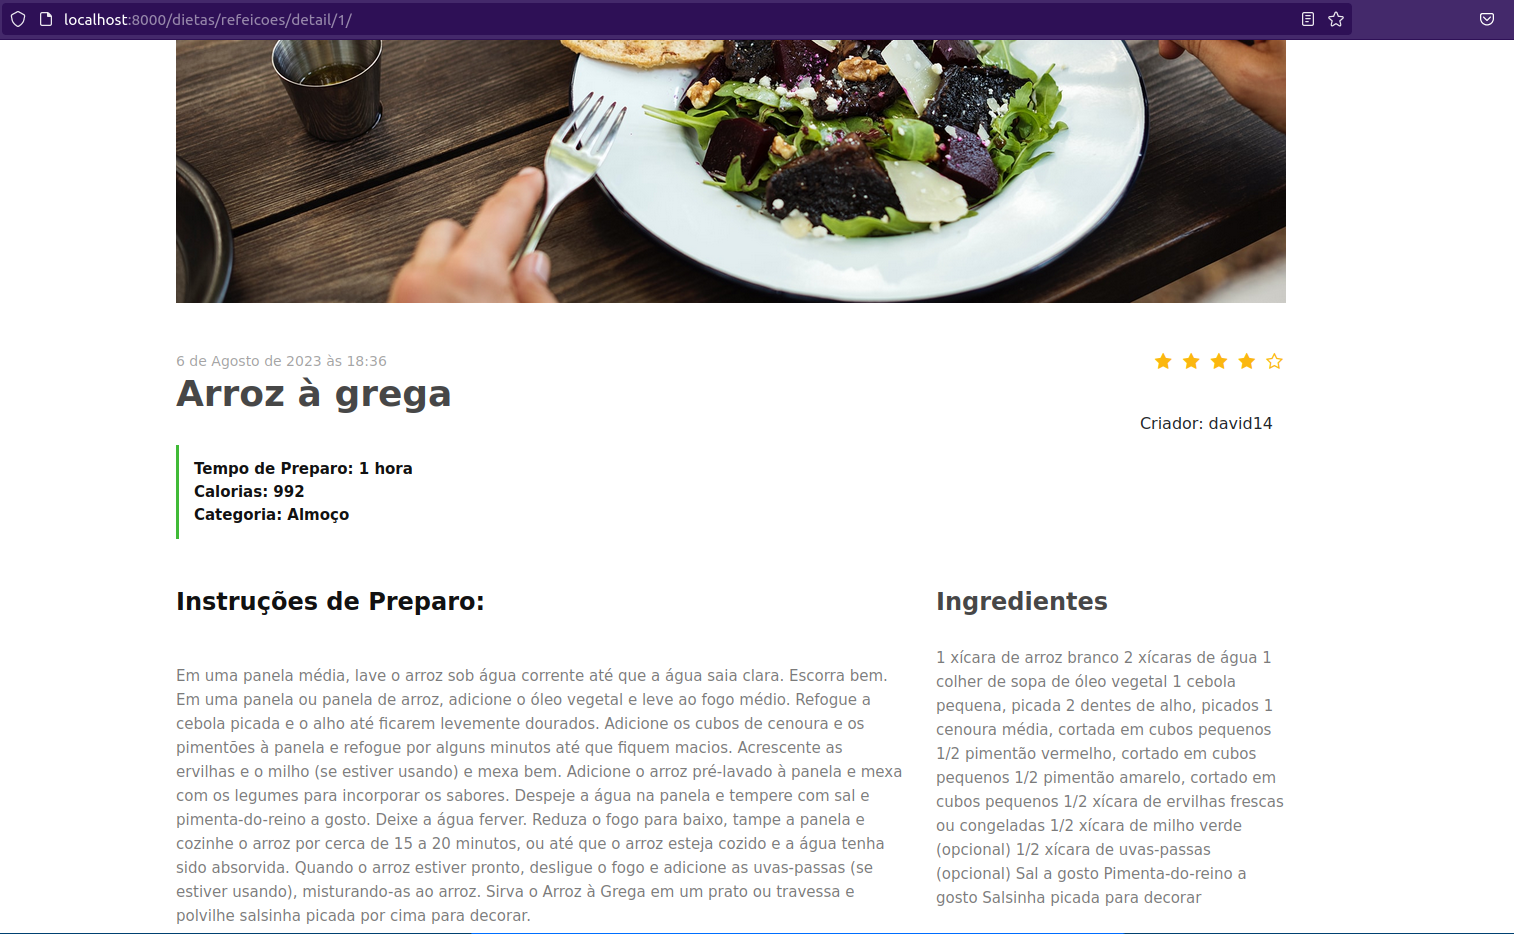 localhost:8000/dietas/refeicoes/detail/1/
6 de Agosto de 2023 às 18:36
Arroz à grega
Criador: david14
Tempo de Preparo: 1 hora
Calorias: 992
Categoria: Almoço
Instruções de Preparo:
Em uma panela média, lave o arroz sob água corrente até que a água saia clara. Escorra bem.
Em uma panela ou panela de arroz, adicione o óleo vegetal e leve ao fogo médio. Refogue a
cebola picada e o alho até ficarem levemente dourados. Adicione os cubos de cenoura e os
pimentões à panela e refogue por alguns minutos até que fiquem macios. Acrescente as
ervilhas e o milho (se estiver usando) e mexa bem. Adicione o arroz pré-lavado à panela e mexa
com os legumes para incorporar os sabores. Despeje a água na panela e tempere com sal e
pimenta-do-reino a gosto. Deixe a água ferver. Reduza o fogo para baixo, tampe a panela e
cozinhe o arroz por cerca de 15 a 20 minutos, ou até que o arroz esteja cozido e a água tenha
sido absorvida. Quando o arroz estiver pronto, desligue o fogo e adicione as uvas-passas (se
estiver usando), misturando-as ao arroz. Sirva o Arroz à Grega em um prato ou travessa e
polvilhe salsinha picada por cima para decorar.
Ingredientes
1 xícara de arroz branco 2 xícaras de água 1
colher de sopa de óleo vegetal 1 cebola
pequena, picada 2 dentes de alho, picados 1
cenoura média, cortada em cubos pequenos
1/2 pimentão vermelho, cortado em cubos
pequenos 1/2 pimentão amarelo, cortado em
cubos pequenos 1/2 xícara de ervilhas frescas
ou congeladas 1/2 xícara de milho verde
(opcional) 1/2 xícara de uvas-passas
(opcional) Sal a gosto Pimenta-do-reino a
gosto Salsinha picada para decorar